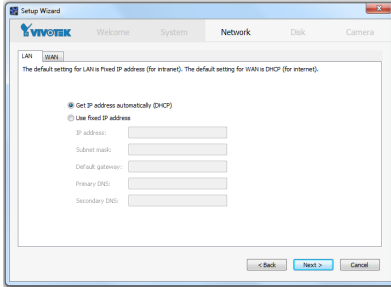 Setup Wizard
VIVOTEK Welcome System Network Disk Camera
LAN WAN
The default setting for LAN is Fixed IP address (for intranet). The default setting for WAN is DHCP (for internet).
Get IP address automatically (DHCP)
Use fixed IP address
IP address:
Subnet mask:
Default gateway:
Primary DNS:
Secondary DNS:
< Back Next > Cancel